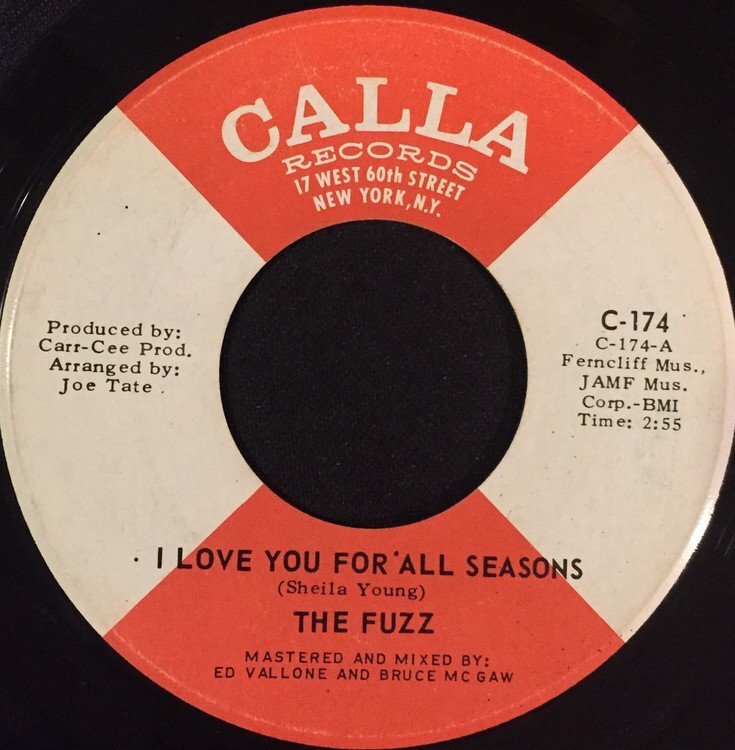 CALLA
RECORDS
17 WEST 60th STREET
NEW YORK, N.Y.
Produced by:
Carr-Cee Prod.
Arranged by:
Joe Tate
C-174
C-174-A
Ferncliff Mus.,
JAMF Mus.
Corp.-BMI
Time: 2:55
I LOVE YOU FOR ALL SEASONS
(Sheila Young)
THE FUZZ
MASTERED AND MIXED BY:
ED VALLONE AND BRUCE MC GAW